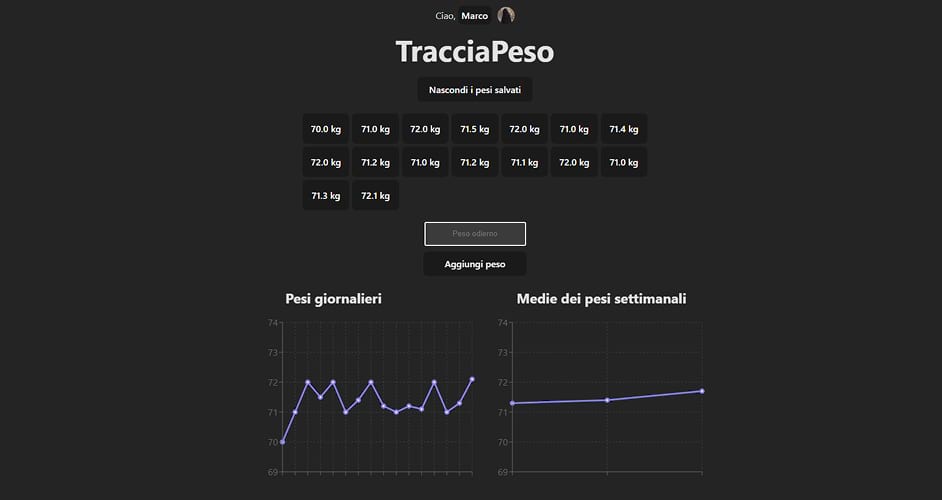 Ciao, Marco
TracciaPeso
Nascondi i pesi salvati
70.0 kg 71.0 kg 72.0 kg 71.5 kg 72.0 kg 71.0 kg 71.4 kg
72.0 kg 71.2 kg 71.0 kg 71.2 kg 71.1 kg 72.0 kg 71.0 kg
71.3 kg 72.1 kg
Peso odierno
Aggiungi peso
Pesi giornalieri
74
73
72
71
70
69
Medie dei pesi settimanali
74
73
72
71
70
69